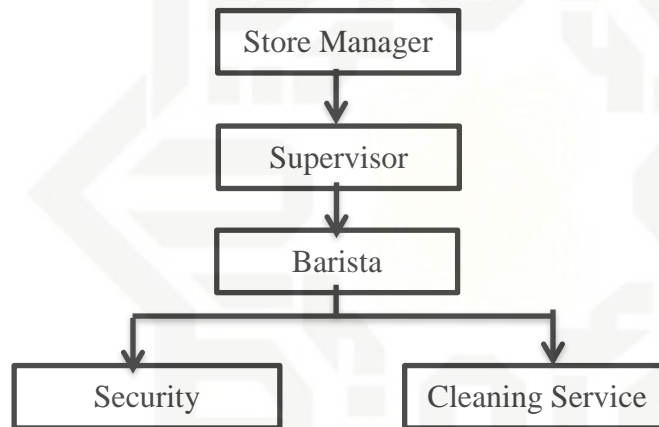 Store Manager
Supervisor
Barista
Security
Cleaning Service